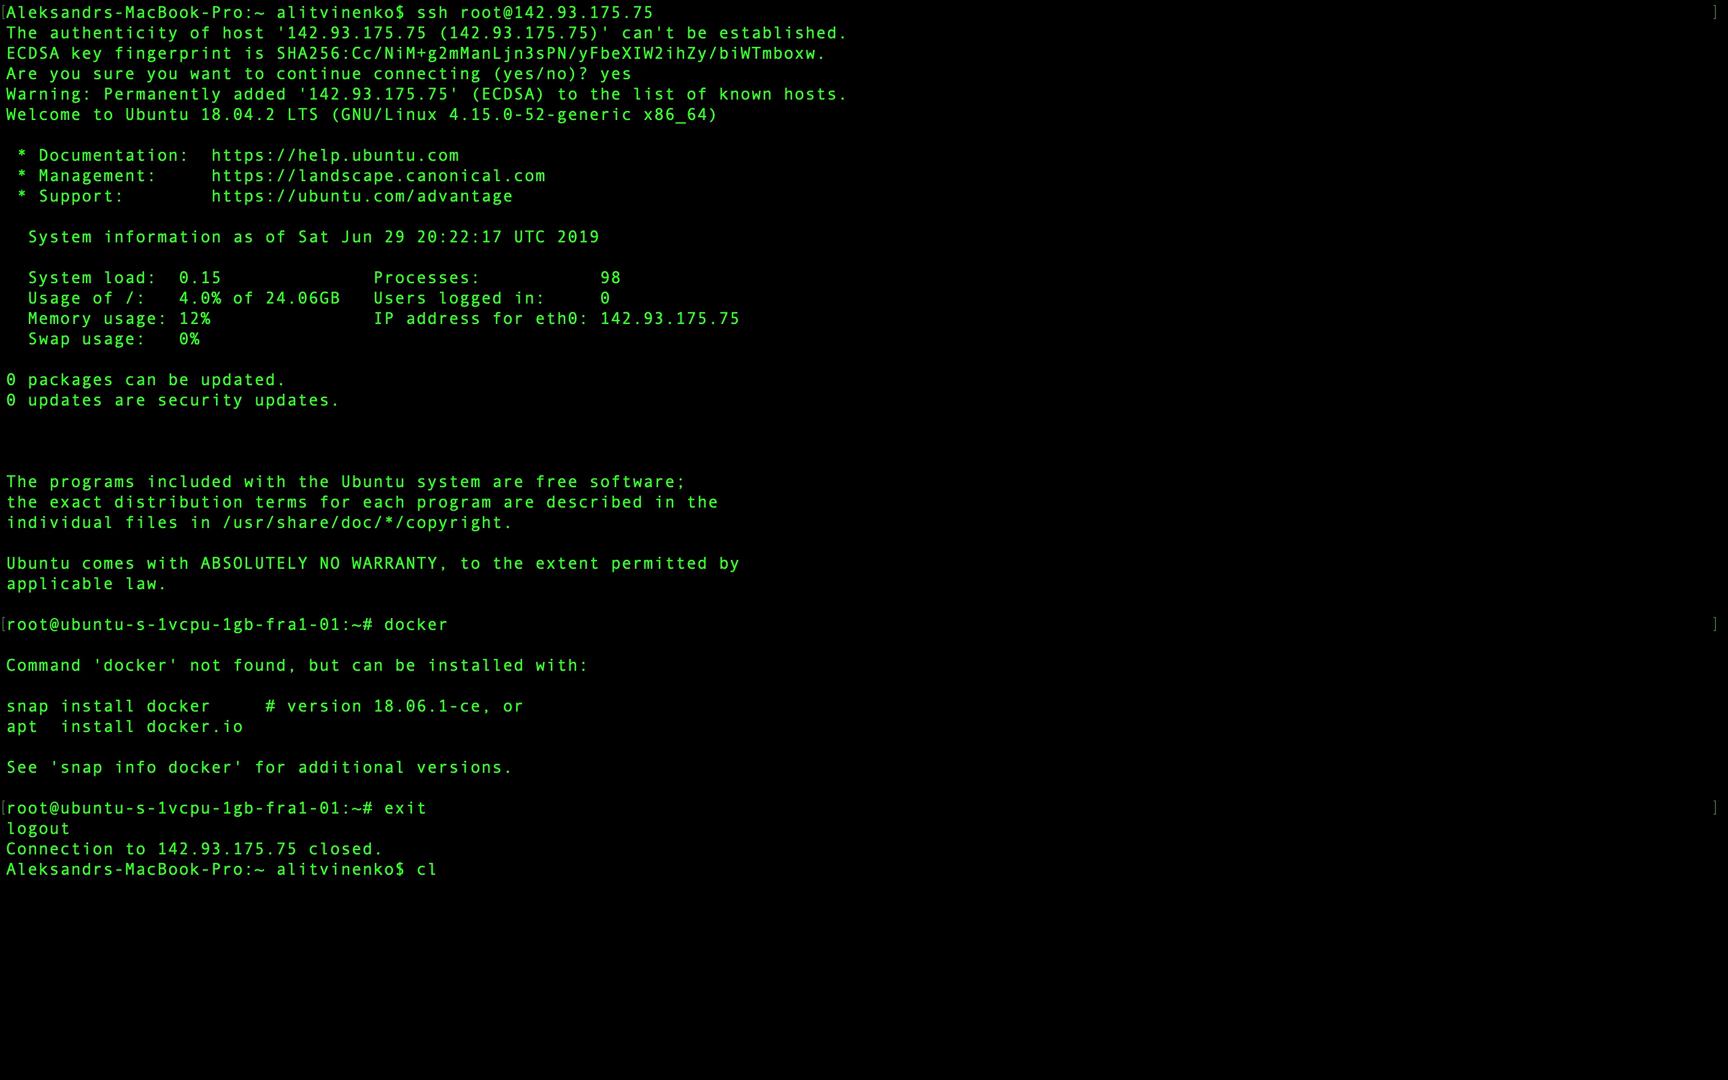 [Aleksandrs-MacBook-Pro:~ alitvinenko$ ssh root@142.93.175.75 ]
The authenticity of host '142.93.175.75 (142.93.175.75)' can't be established.
ECDSA key fingerprint is SHA256:Cc/NiM+g2mManLjn3sPN/yFbeXIW2ihZy/biWTmboxw.
Are you sure you want to continue connecting (yes/no)? yes
Warning: Permanently added '142.93.175.75' (ECDSA) to the list of known hosts.
Welcome to Ubuntu 18.04.2 LTS (GNU/Linux 4.15.0-52-generic x86_64)
* Documentation: https://help.ubuntu.com
* Management: https://landscape.canonical.com
* Support: https://ubuntu.com/advantage
System information as of Sat Jun 29 20:22:17 UTC 2019
System load: 0.15 Processes: 98
Usage of /: 4.0% of 24.06GB Users logged in: 0
Memory usage: 12% IP address for eth0: 142.93.175.75
Swap usage: 0%
0 packages can be updated.
0 updates are security updates.
The programs included with the Ubuntu system are free software;
the exact distribution terms for each program are described in the
individual files in /usr/share/doc/*/copyright.
Ubuntu comes with ABSOLUTELY NO WARRANTY, to the extent permitted by
applicable law.
[root@ubuntu-s-1vcpu-1gb-fra1-01:~# docker ]
Command 'docker' not found, but can be installed with:
snap install docker # version 18.06.1-ce, or
apt install docker.io
See 'snap info docker' for additional versions.
[root@ubuntu-s-1vcpu-1gb-fra1-01:~# exit ]
logout
Connection to 142.93.175.75 closed.
Aleksandrs-MacBook-Pro:~ alitvinenko$ cl